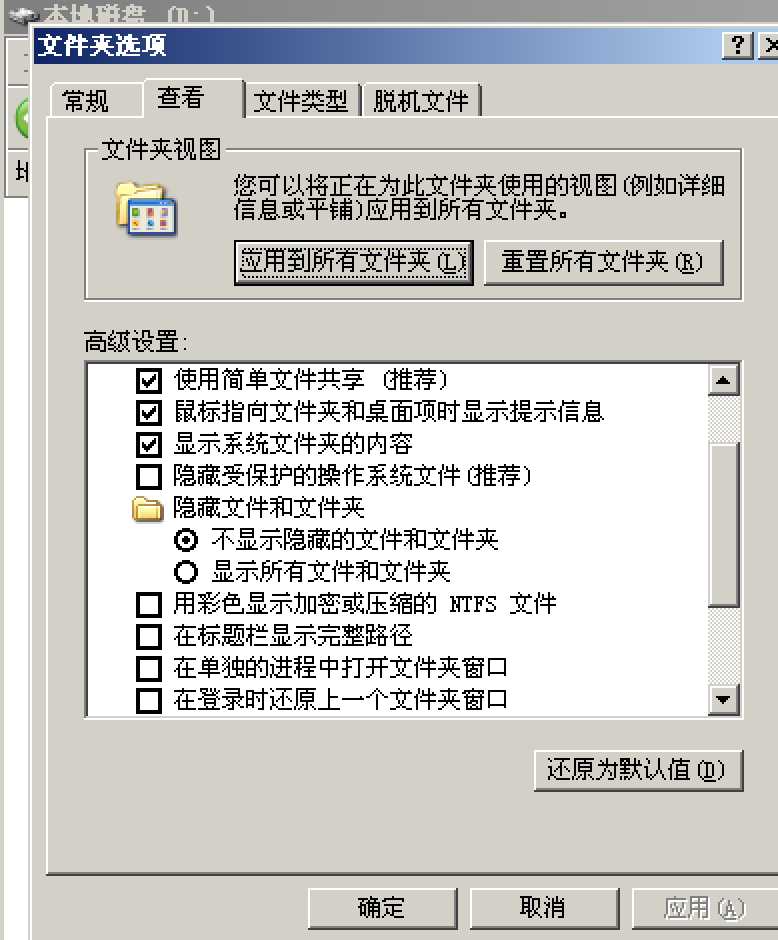 本地磁盘 (D:)
文件夹选项
常规 查看 文件类型 脱机文件
文件夹视图
您可以将正在为此文件夹使用的视图(例如详细
信息或平铺)应用到所有文件夹。
应用到所有文件夹(L) 重置所有文件夹(R)
高级设置:
使用简单文件共享 (推荐)
鼠标指向文件夹和桌面项时显示提示信息
显示系统文件夹的内容
隐藏受保护的操作系统文件(推荐)
隐藏文件和文件夹
不显示隐藏的文件和文件夹
显示所有文件和文件夹
用彩色显示加密或压缩的 NTFS 文件
在标题栏显示完整路径
在单独的进程中打开文件夹窗口
在登录时还原上一个文件夹窗口
还原为默认值(D)
确定 取消 应用(A)